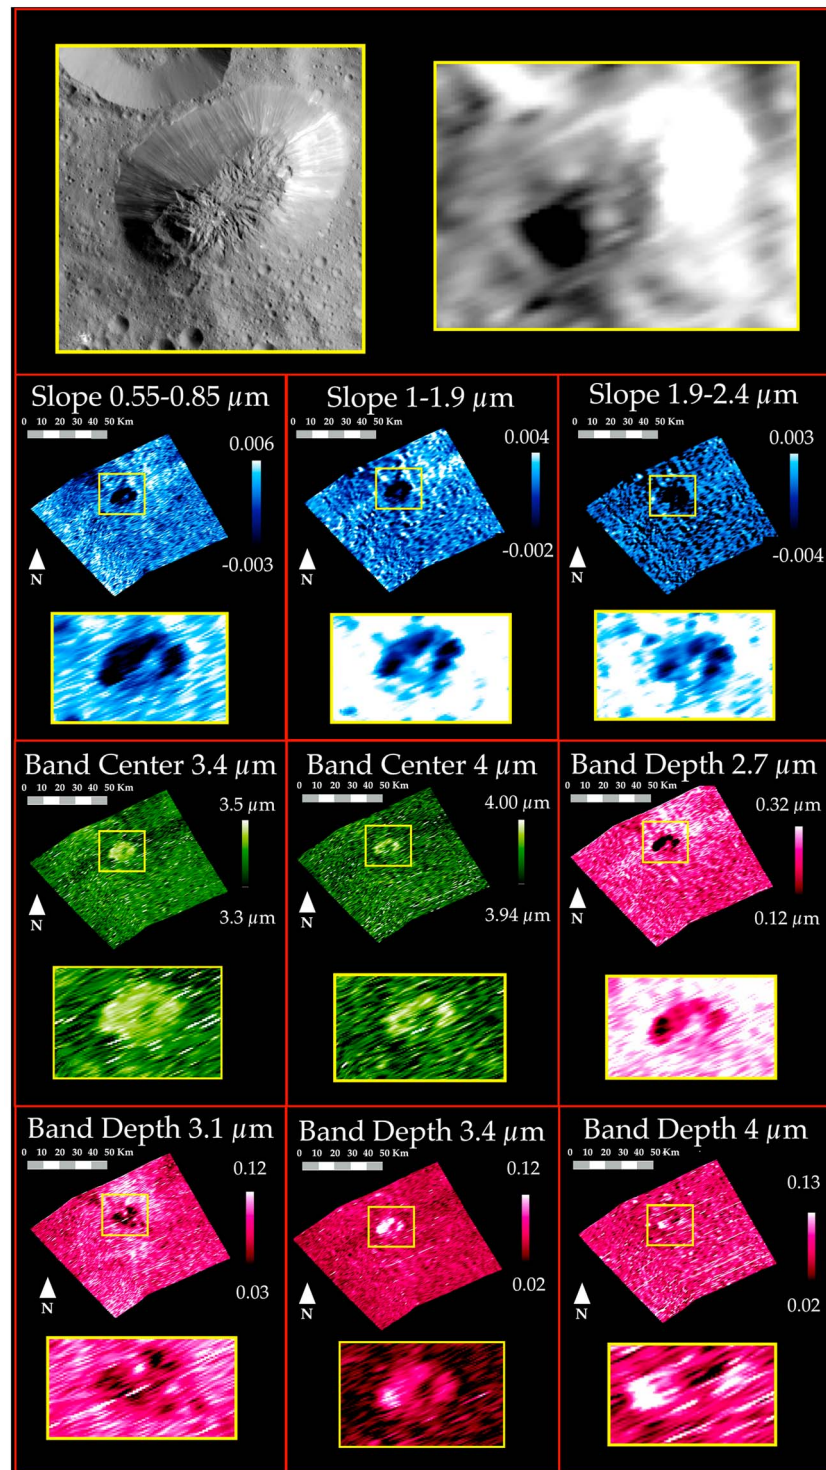 Slope 0.55-0.85 µm
0 10 20 30 40 50 Km
0.006
-0.003
N
Slope 1-1.9 µm
0 10 20 30 40 50 Km
0.004
-0.002
N
Slope 1.9-2.4 µm
0 10 20 30 40 50 Km
0.003
-0.004
N
Band Center 3.4 µm
0 10 20 30 40 50 Km
3.5 µm
3.3 µm
N
Band Center 4 µm
0 10 20 30 40 50 Km
4.00 µm
3.94 µm
N
Band Depth 2.7 µm
0 10 20 30 40 50 Km
0.32 µm
0.12 µm
N
Band Depth 3.1 µm
0 10 20 30 40 50 Km
0.12
0.03
N
Band Depth 3.4 µm
0 10 20 30 40 50 Km
0.12
0.02
N
Band Depth 4 µm
0 10 20 30 40 50 Km
0.13
0.02
N